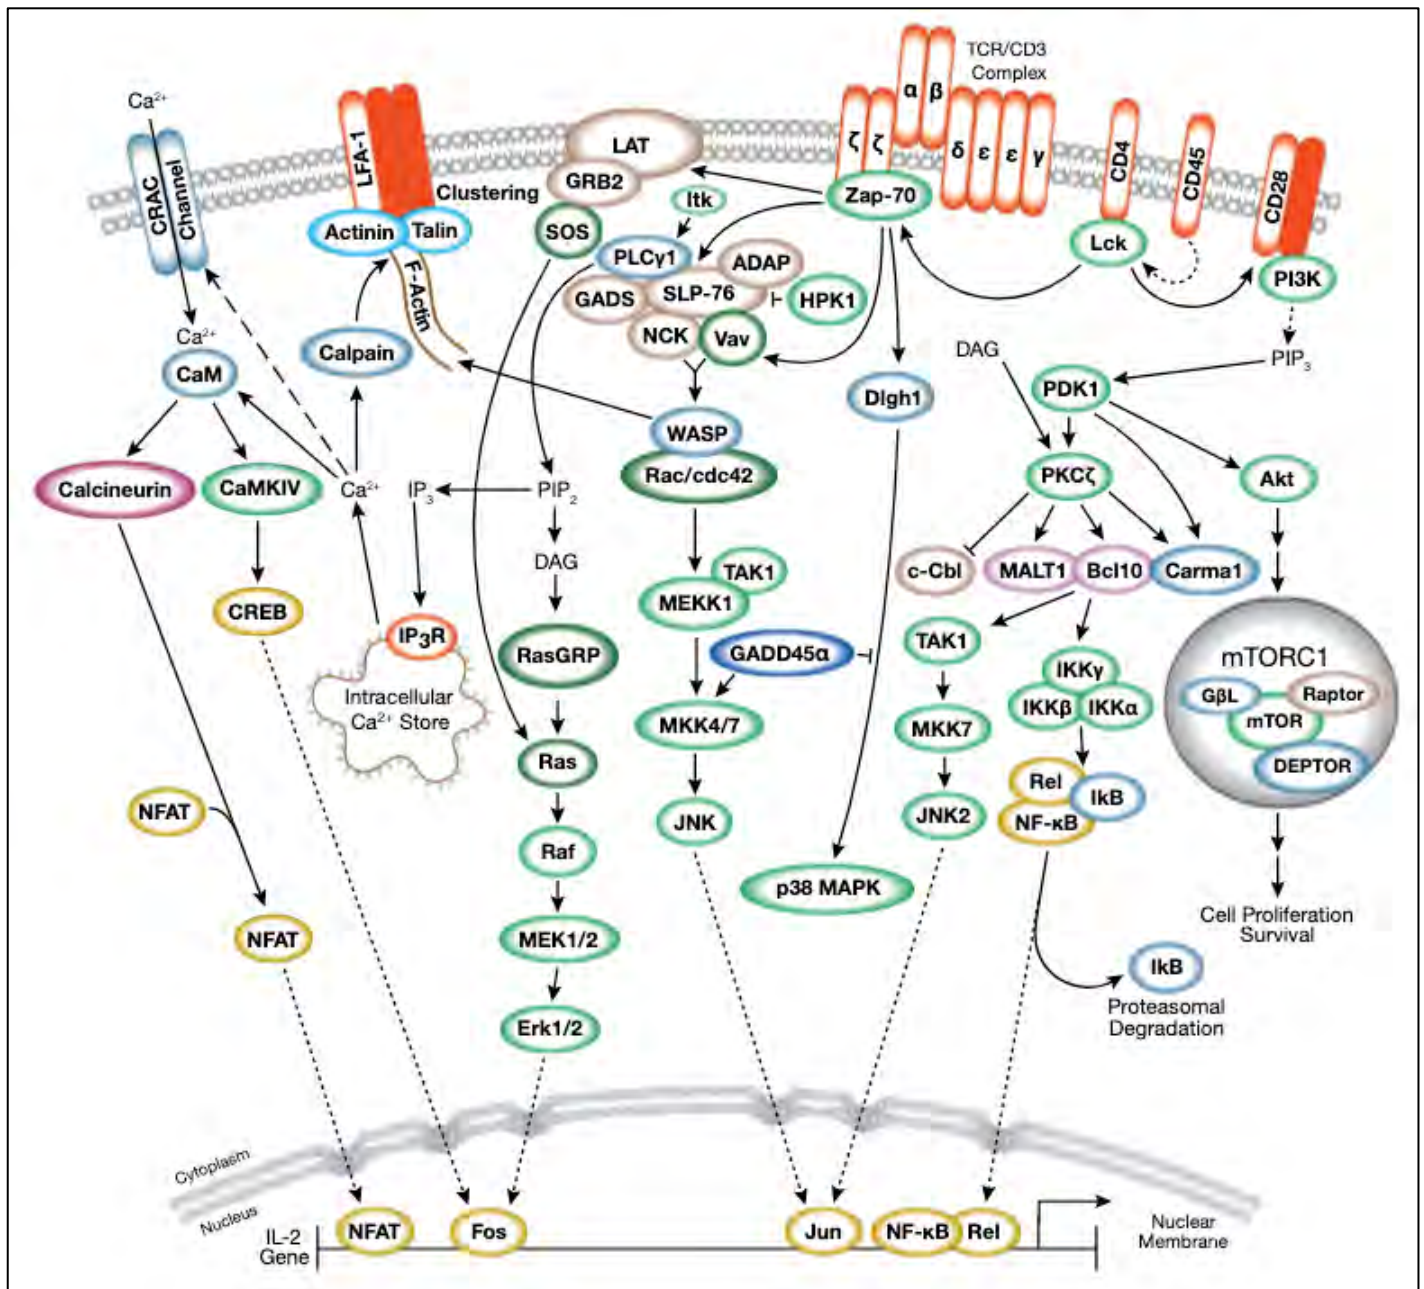 TCR/CD3
Complex
α
β
ζ
ζ
δ
ε
ε
γ
CD4
CD45
CD28
Ca²⁺
CRAC
Channel
LFA-1
Clustering
LAT
GRB2
Itk
Zap-70
Actinin
Talin
SOS
Lck
PLCγ1
ADAP
PI3K
F-Actin
GADS
SLP-76
HPK1
NCK
Vav
Ca²⁺
CaM
Calpain
DAG
PIP₃
Dlgh1
PDK1
WASP
Rac/cdc42
Calcineurin
CaMKIV
Ca²⁺
IP₃
PIP₂
PKCζ
Akt
DAG
TAK1
MEKK1
c-Cbl
MALT1
Bcl10
Carma1
CREB
IP₃R
RasGRP
GADD45α
TAK1
IKKγ
mTORC1
Intracellular
Ca²⁺ Store
GβL
Raptor
IKKβ
IKKα
mTOR
MKK4/7
MKK7
Ras
DEPTOR
Rel
IkB
NFAT
JNK
JNK2
NF-κB
Raf
p38 MAPK
Cell Proliferation
Survival
NFAT
MEK1/2
IkB
Proteasomal
Degradation
Erk1/2
Cytoplasm
Nucleus
IL-2
Gene
NFAT
Fos
Jun
NF-κB
Rel
Nuclear
Membrane